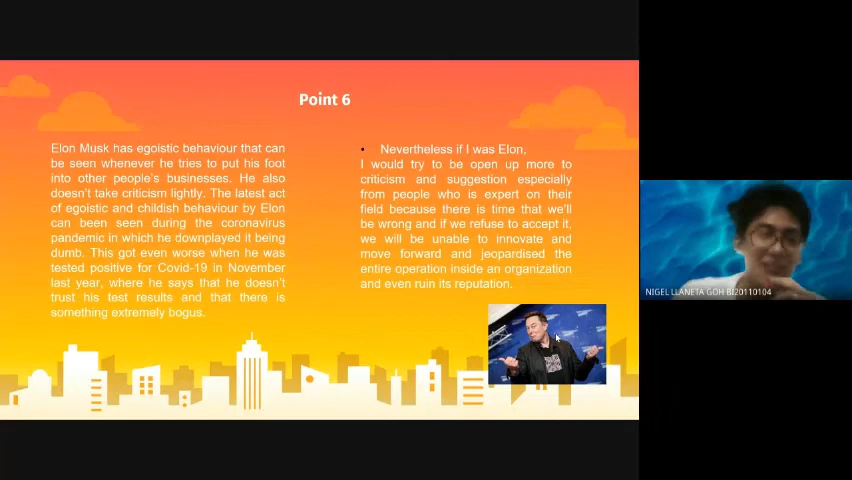 Point 6
Elon Musk has egoistic behaviour that can
be seen whenever he tries to put his foot
into other people's businesses. He also
doesn't take criticism lightly. The latest act
of egoistic and childish behaviour by Elon
can been seen during the coronavirus
pandemic in which he downplayed it being
dumb. This got even worse when he was
tested positive for Covid-19 in November
last year, where he says that he doesn't
trust his test results and that there is
something extremely bogus.
• Nevertheless if I was Elon,
I would try to be open up more to
criticism and suggestion especially
from people who is expert on their
field because there is time that we'll
be wrong and if we refuse to accept it,
we will be unable to innovate and
move forward and jeopardised the
entire operation inside an organization
and even ruin its reputation.
NIGEL LLANETA GOH BI20110104